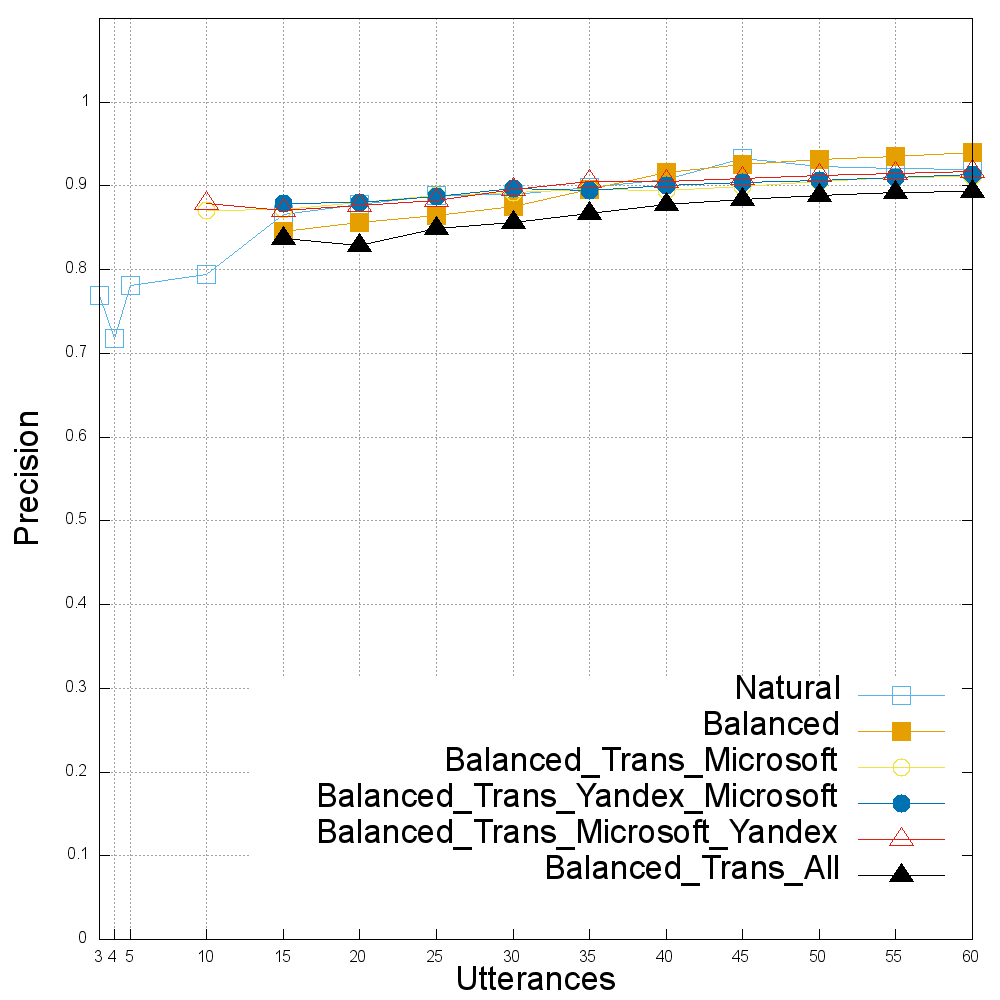 1
0.9
0.8
0.7
0.6
0.5
0.4
0.3
0.2
0.1
0
Precision
Natural
Balanced
Balanced_Trans_Microsoft
Balanced_Trans_Yandex_Microsoft
Balanced_Trans_Microsoft_Yandex
Balanced_Trans_All
3 4 5 10 15 20 25 30 35 40 45 50 55 60
Utterances